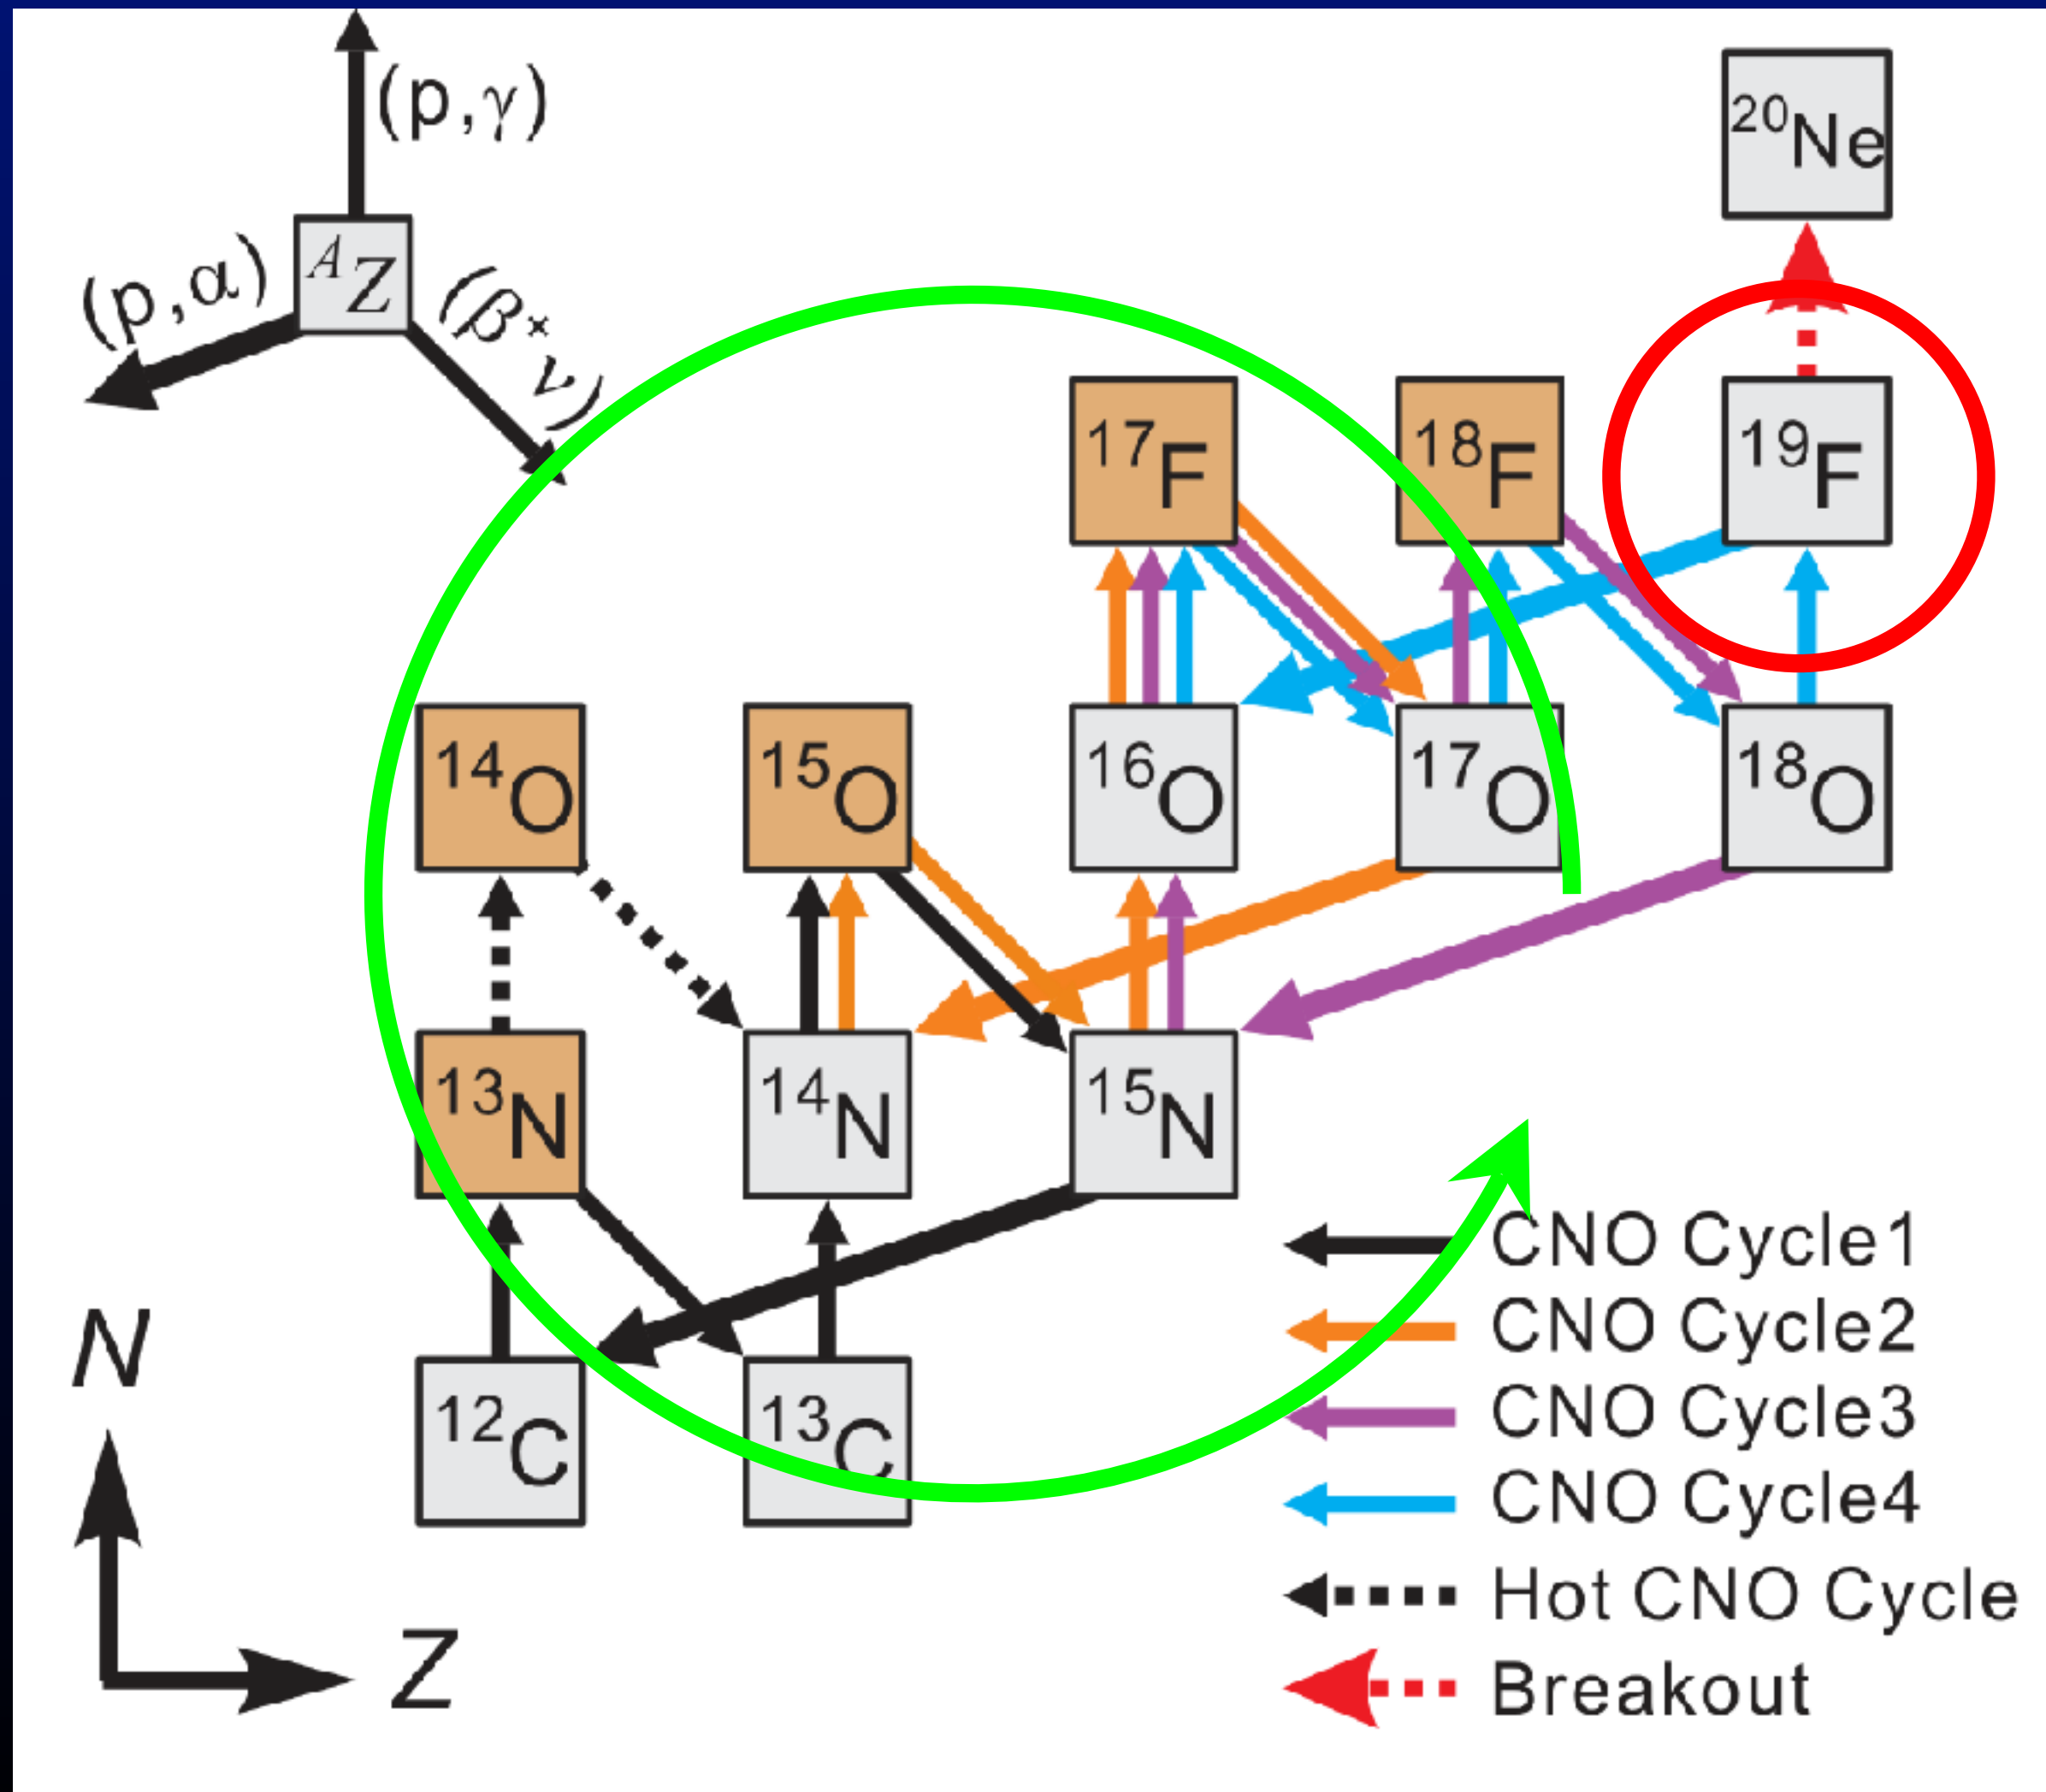 (p,γ)
(p,α)
ᴬZ
(β⁺ν)
²⁰Ne
¹⁷F
¹⁸F
¹⁹F
¹⁴O
¹⁵O
¹⁶O
¹⁷O
¹⁸O
¹³N
¹⁴N
¹⁵N
¹²C
¹³C
N
Z
CNO Cycle1
CNO Cycle2
CNO Cycle3
CNO Cycle4
Hot CNO Cycle
Breakout